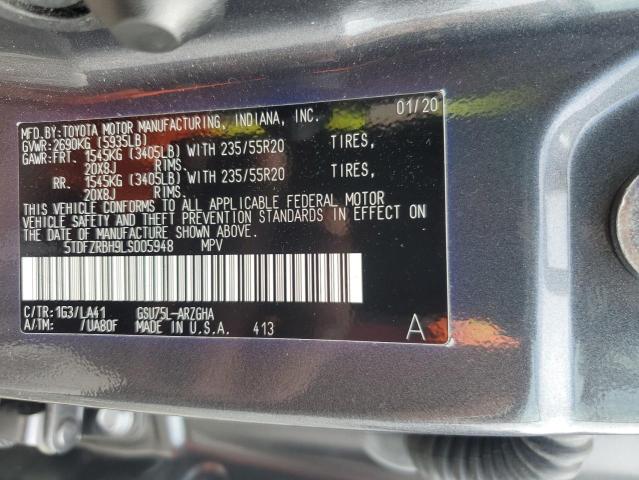 MFD.BY:TOYOTA MOTOR MANUFACTURING, INDIANA, INC. 01/20
GVWR:2690KG (5935LB)
GAWR:FRT. 1545KG (3405LB) WITH 235/55R20 TIRES,
20X8J RIMS.
RR. 1545KG (3405LB) WITH 235/55R20 TIRES,
20X8J RIMS.
THIS VEHICLE CONFORMS TO ALL APPLICABLE FEDERAL MOTOR
VEHICLE SAFETY AND THEFT PREVENTION STANDARDS IN EFFECT ON
THE DATE OF MANUFACTURE SHOWN ABOVE.
5TDFZRBH9LS005948 MPV
C/TR: 1G3/LA41 GSU75L-ARZGHA
A/TM: /UA80F MADE IN U.S.A. 413 A